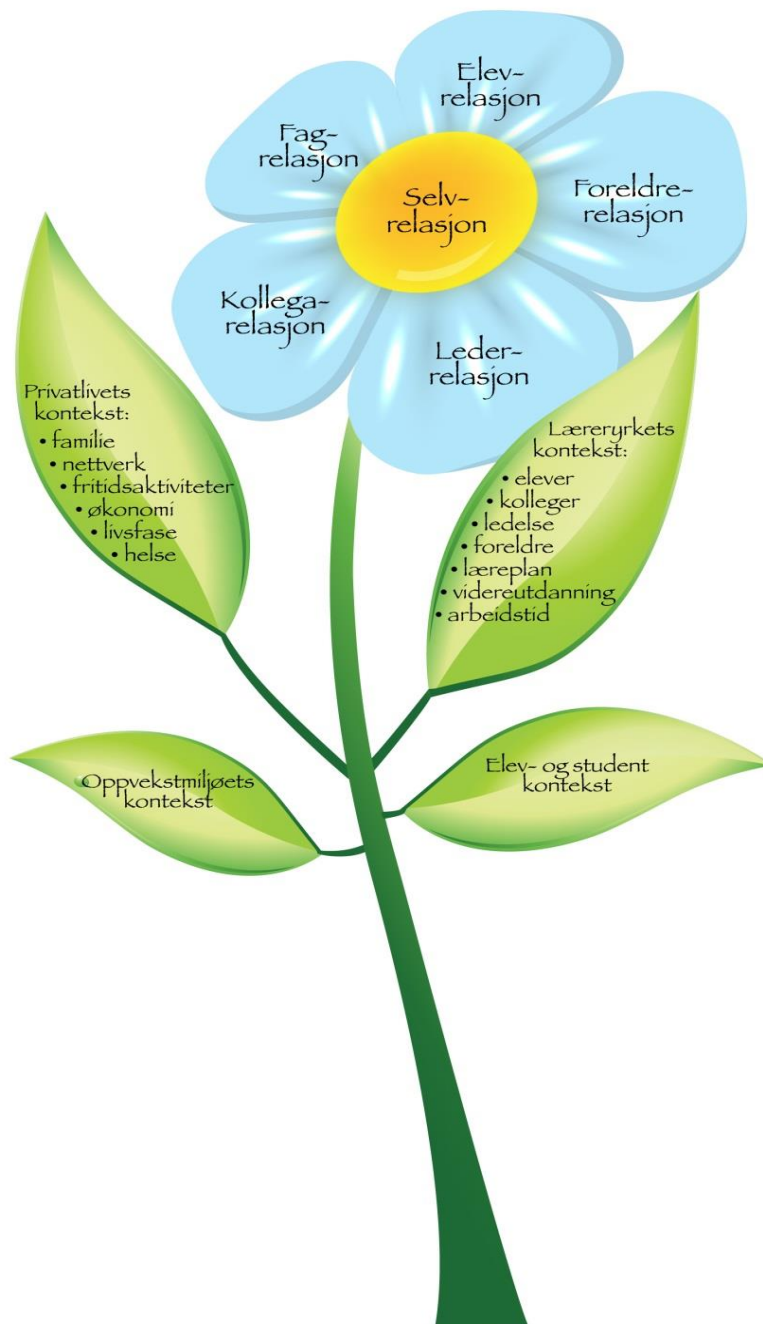 Elev-
relasjon
Fag-
relasjon
Selv-
relasjon
Foreldre-
relasjon
Kollega-
relasjon
Leder-
relasjon
Privatlivets
kontekst:
• familie
• nettverk
• fritidsaktiviteter
• økonomi
• livsfase
• helse
Læreryrkets
kontekst:
• elever
• kolleger
• ledelse
• foreldre
• læreplan
• videreutdanning
• arbeidstid
Oppvekstmiljøets
kontekst
Elev- og student
kontekst